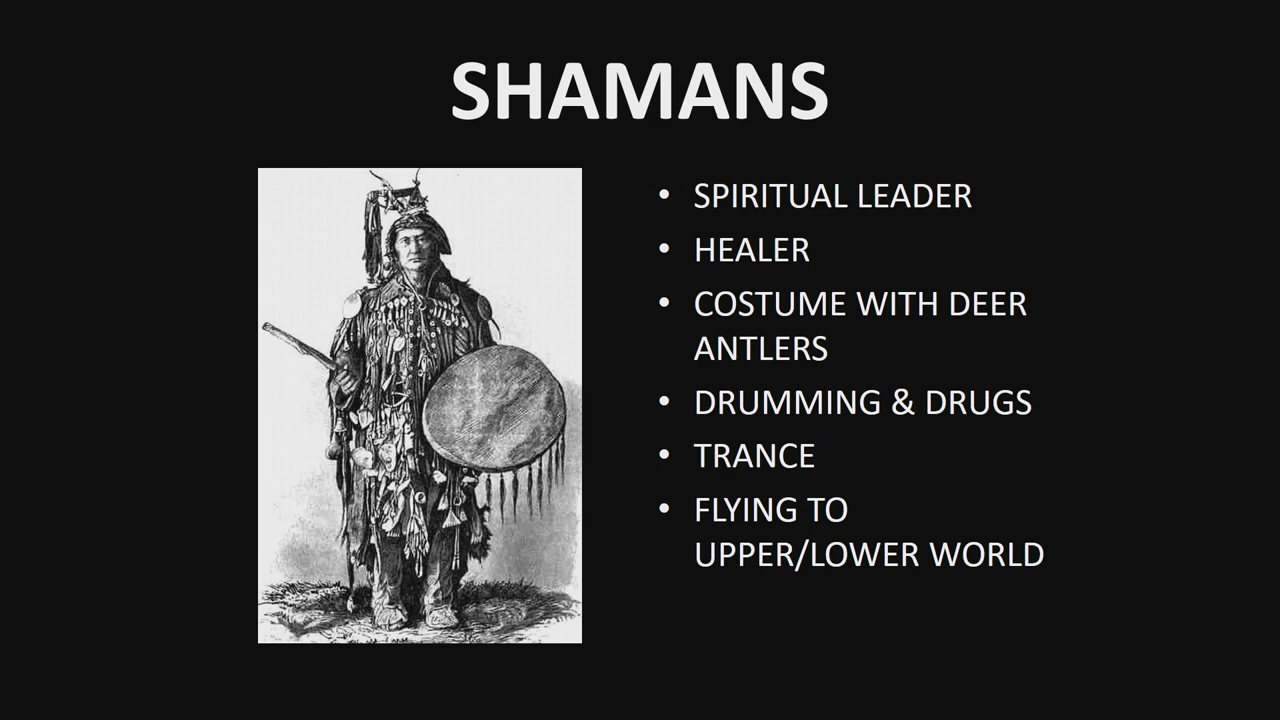 SHAMANS
• SPIRITUAL LEADER
• HEALER
• COSTUME WITH DEER
ANTLERS
• DRUMMING & DRUGS
• TRANCE
• FLYING TO
UPPER/LOWER WORLD